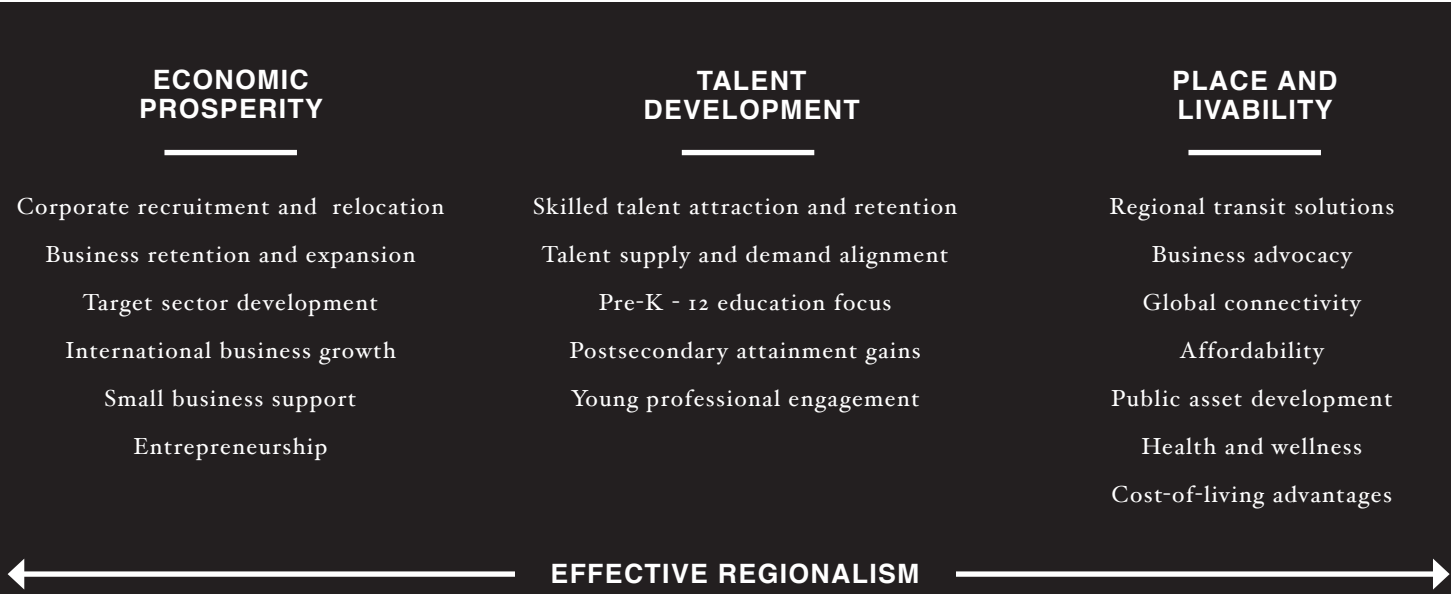 ECONOMIC
PROSPERITY
Corporate recruitment and relocation
Business retention and expansion
Target sector development
International business growth
Small business support
Entrepreneurship
TALENT
DEVELOPMENT
Skilled talent attraction and retention
Talent supply and demand alignment
Pre-K - 12 education focus
Postsecondary attainment gains
Young professional engagement
PLACE AND
LIVABILITY
Regional transit solutions
Business advocacy
Global connectivity
Affordability
Public asset development
Health and wellness
Cost-of-living advantages
EFFECTIVE REGIONALISM